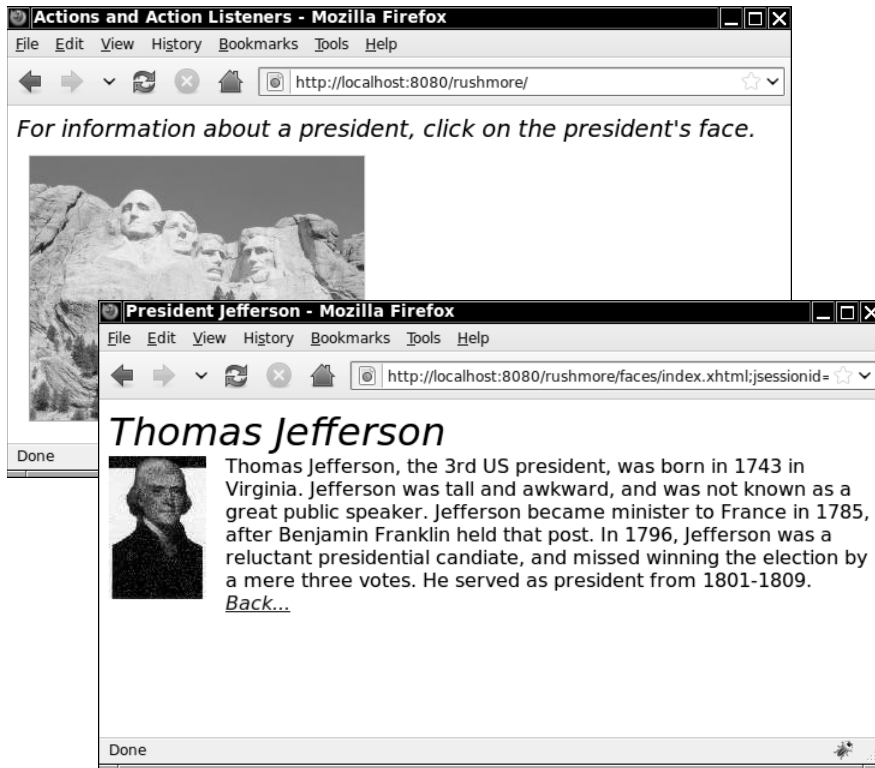 Actions and Action Listeners - Mozilla Firefox
File Edit View History Bookmarks Tools Help
http://localhost:8080/rushmore/
For information about a president, click on the president's face.
Done
President Jefferson - Mozilla Firefox
File Edit View History Bookmarks Tools Help
http://localhost:8080/rushmore/faces/index.xhtml;jsessionid=
Thomas Jefferson
Thomas Jefferson, the 3rd US president, was born in 1743 in
Virginia. Jefferson was tall and awkward, and was not known as a
great public speaker. Jefferson became minister to France in 1785,
after Benjamin Franklin held that post. In 1796, Jefferson was a
reluctant presidential candiate, and missed winning the election by
a mere three votes. He served as president from 1801-1809.
Back...
Done